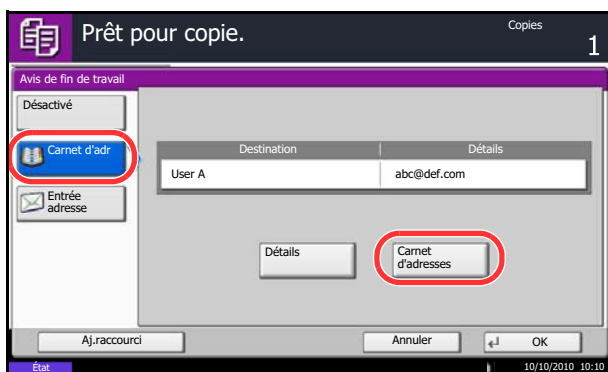 Prêt pour copie.
Copies
1
Avis de fin de travail
Désactivé
Carnet d'adr
Entrée
adresse
Destination
Détails
User A
abc@def.com
Détails
Carnet
d'adresses
Aj.raccourci
Annuler
OK
État
10/10/2010 10:10